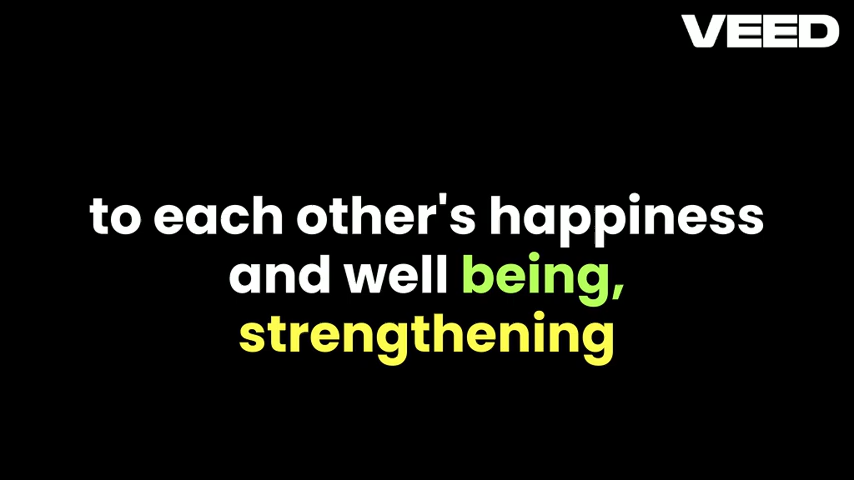 VEED
to each other's happiness
and well being,
strengthening